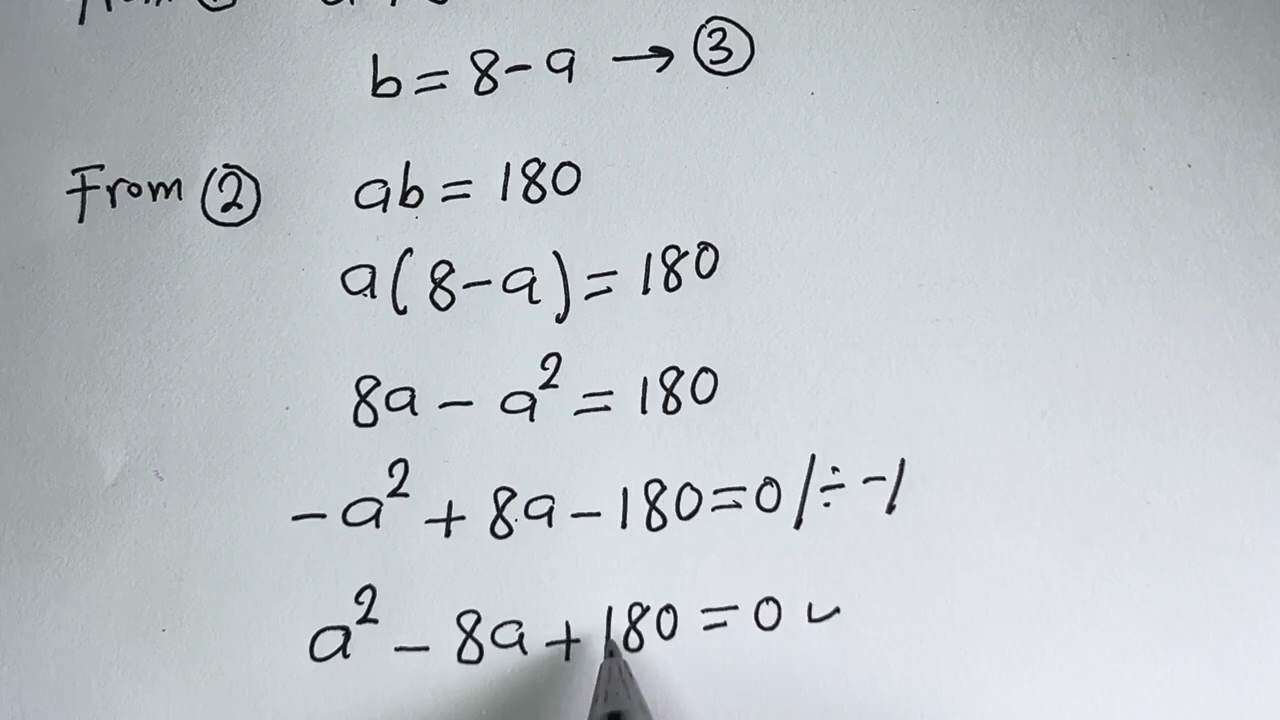 b = 8 - a → ③
From ② ab = 180
a(8-a) = 180
8a - a² = 180
-a² + 8a - 180 = 0 / ÷ -1
a² - 8a + 180 = 0